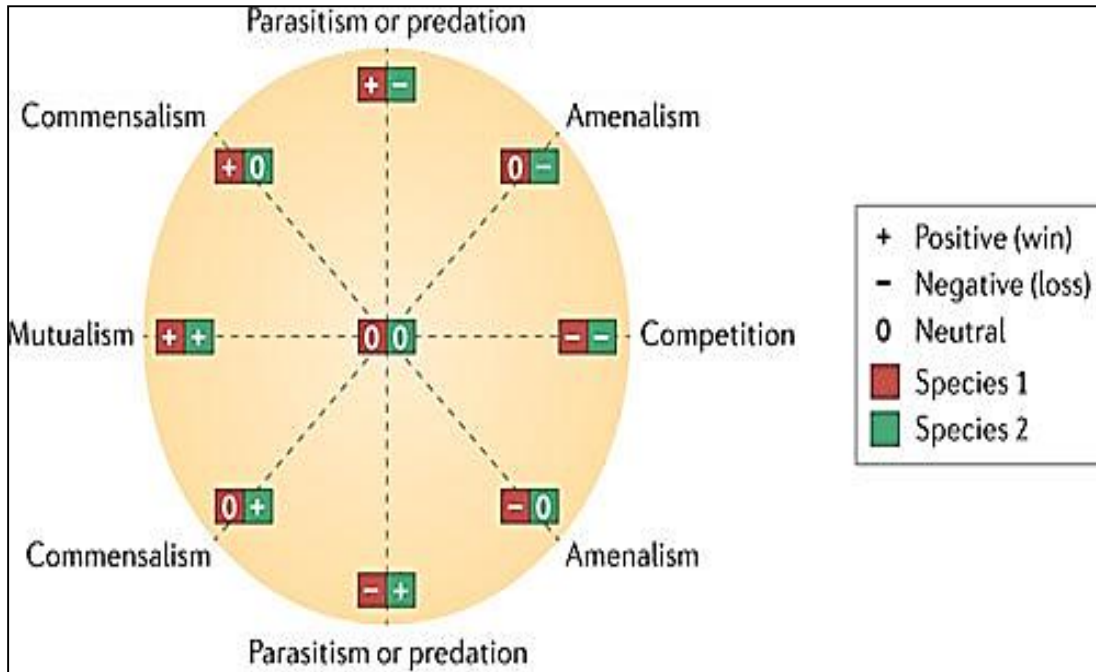 Parasitism or predation
+ −
Commensalism
Amenalism
+ 0
0 −
Mutualism
+ +
0 0
− −
Competition
0 +
− 0
Commensalism
Amenalism
− +
Parasitism or predation
+ Positive (win)
− Negative (loss)
0 Neutral
Species 1
Species 2